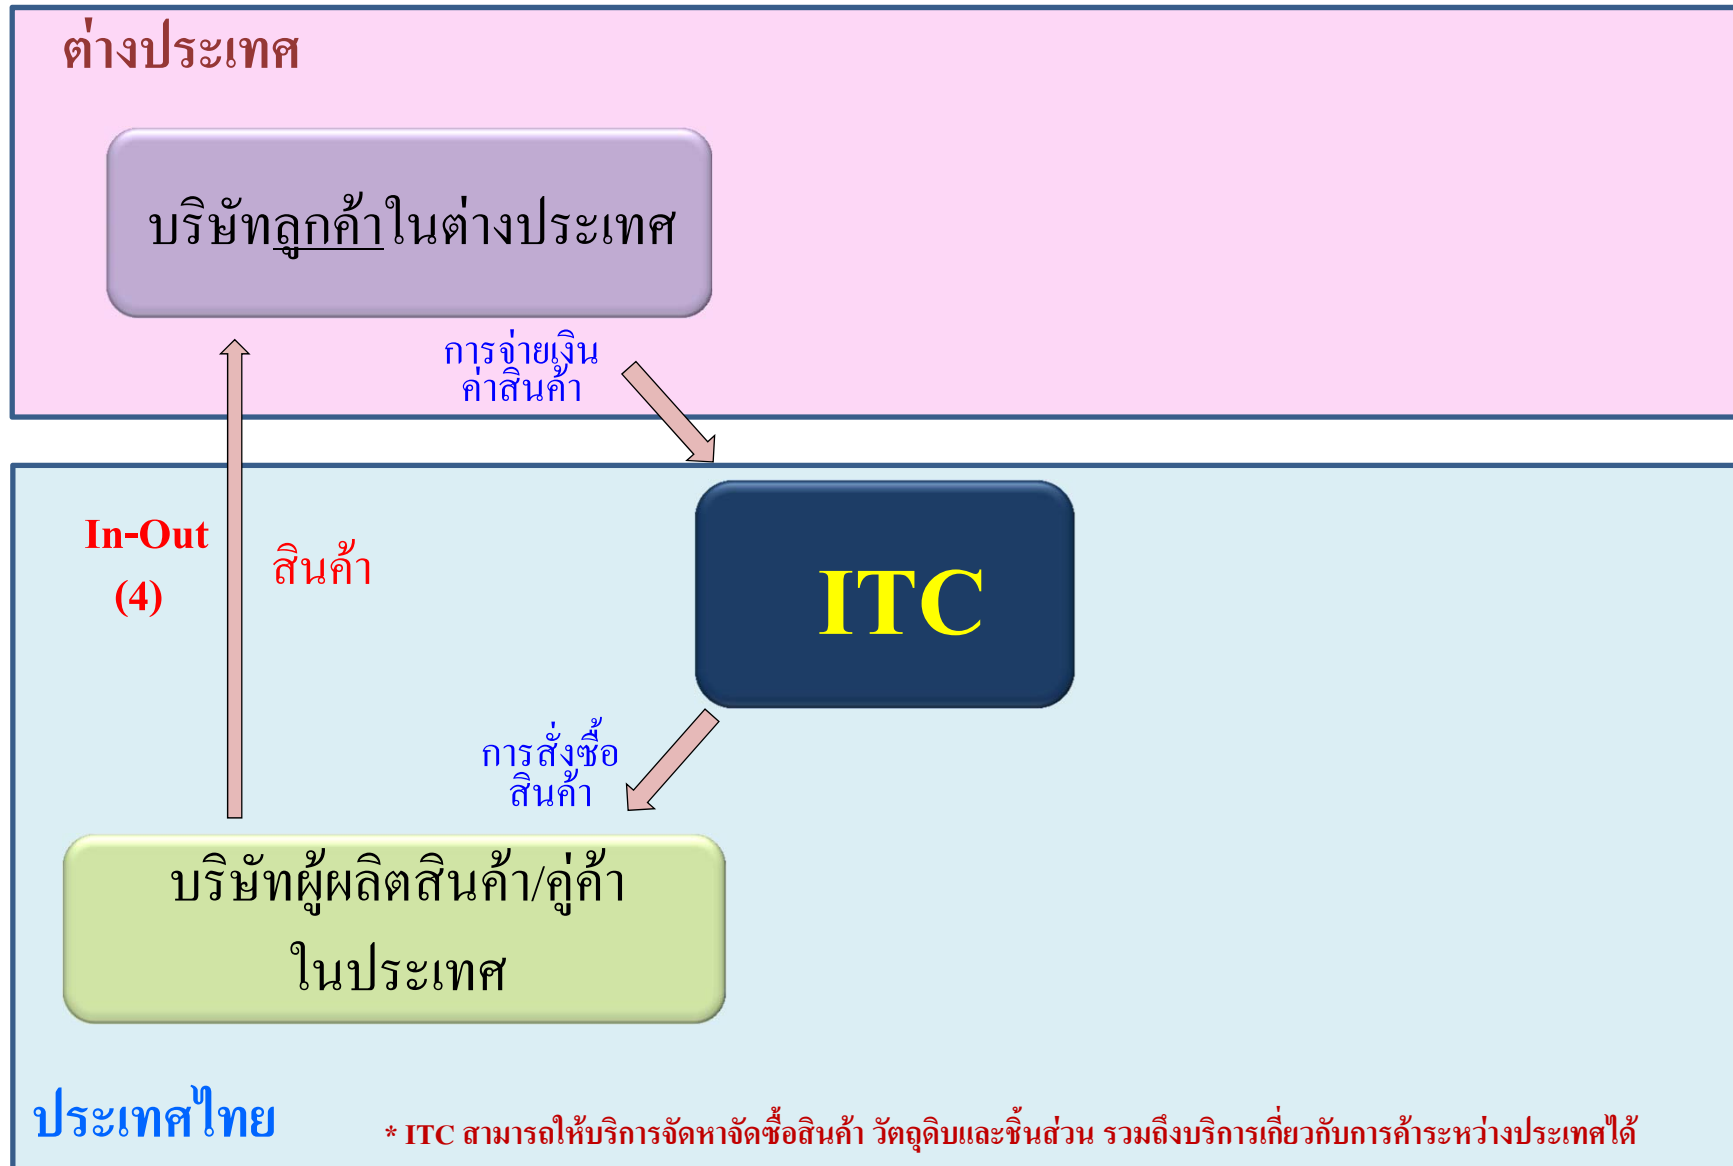 ต่างประเทศ
บริษัทลูกค้าในต่างประเทศ
การจ่ายเงิน
ค่าสินค้า
In-Out
(4)
สินค้า
ITC
การสั่งซื้อ
สินค้า
บริษัทผู้ผลิตสินค้า/คู่ค้า
ในประเทศ
ประเทศไทย
* ITC สามารถให้บริการจัดหาจัดซื้อสินค้า วัตถุดิบและชิ้นส่วน รวมถึงบริการเกี่ยวกับการค้าระหว่างประเทศได้